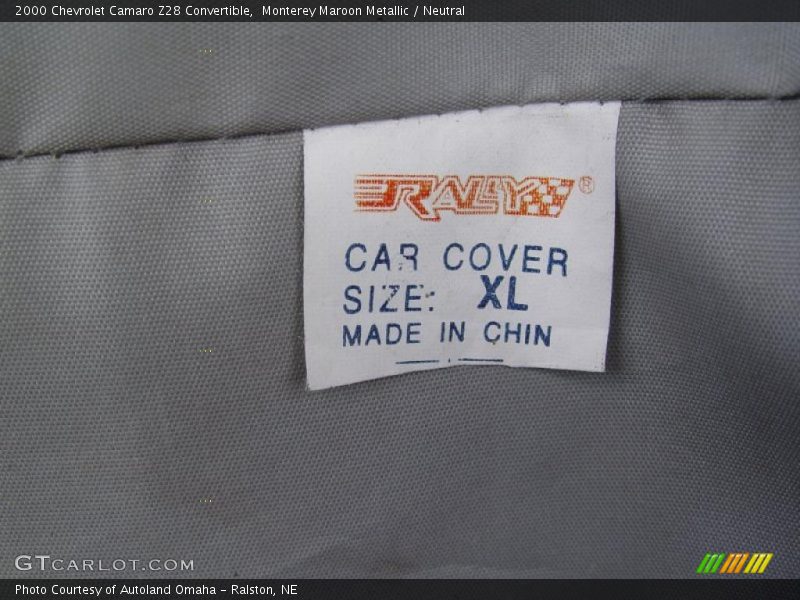 2000 Chevrolet Camaro Z28 Convertible, Monterey Maroon Metallic / Neutral
RALLY®
CAR COVER
SIZE: XL
MADE IN CHIN
GTCARLOT.COM
Photo Courtesy of Autoland Omaha - Ralston, NE